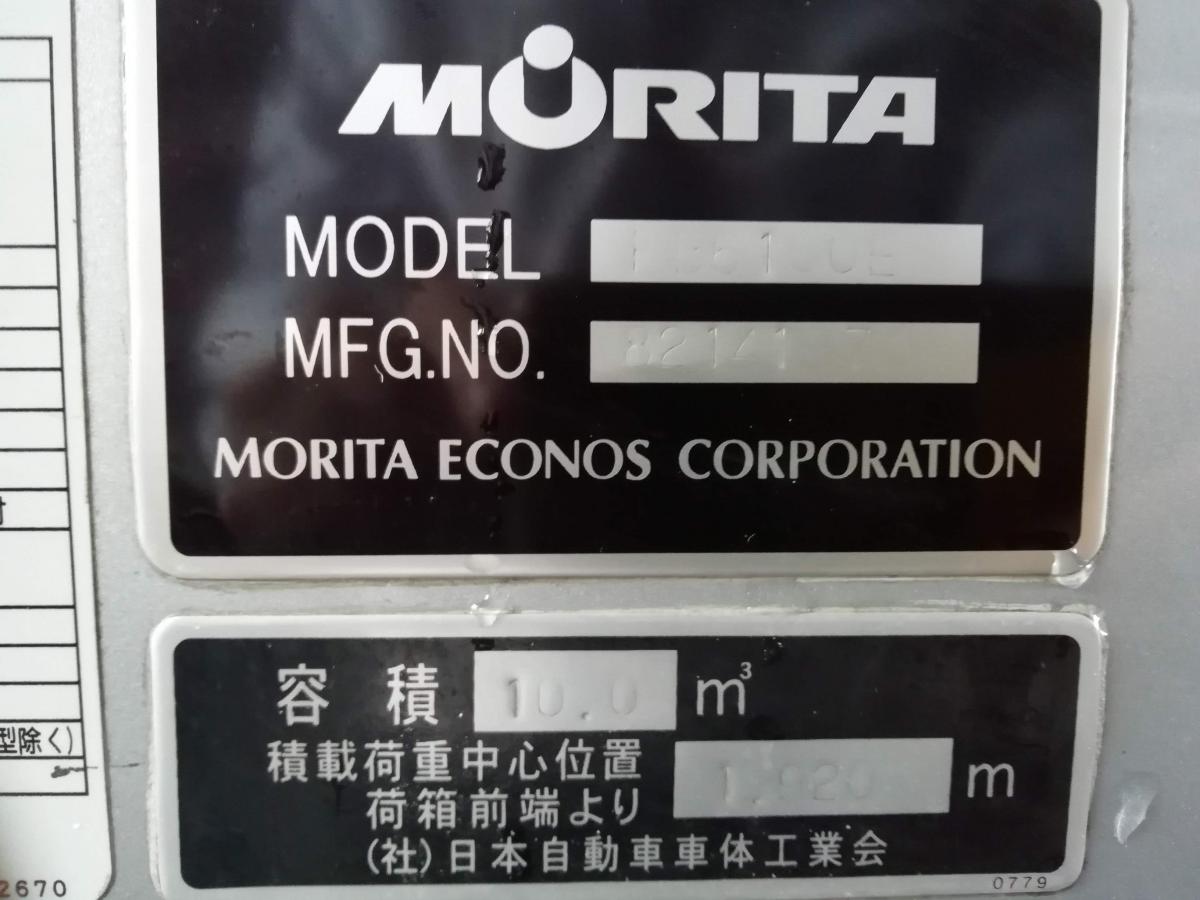 MORITA
MODEL
MFG.NO.
MORITA ECONOS CORPORATION
容積 10.0 m³
積載荷重中心位置
荷箱前端より m
(社)日本自動車車体工業会
0779
型除く)
2670